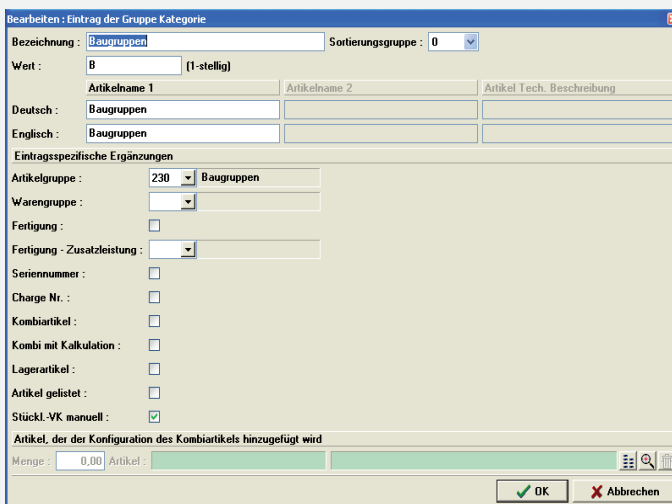 Bearbeiten : Eintrag der Gruppe Kategorie
Bezeichnung : Baugruppen Sortierungsgruppe : 0
Wert : B (1-stellig)
Artikelname 1 Artikelname 2 Artikel Tech. Beschreibung
Deutsch : Baugruppen
Englisch : Baugruppen
Eintragsspezifische Ergänzungen
Artikelgruppe : 230 Baugruppen
Warengruppe :
Fertigung :
Fertigung - Zusatzleistung :
Seriennummer :
Charge Nr. :
Kombiartikel :
Kombi mit Kalkulation :
Lagerartikel :
Artikel gelistet :
Stückl.-VK manuell :
Artikel, der der Konfiguration des Kombiartikels hinzugefügt wird
Menge : 0,00 Artikel :
OK Abbrechen